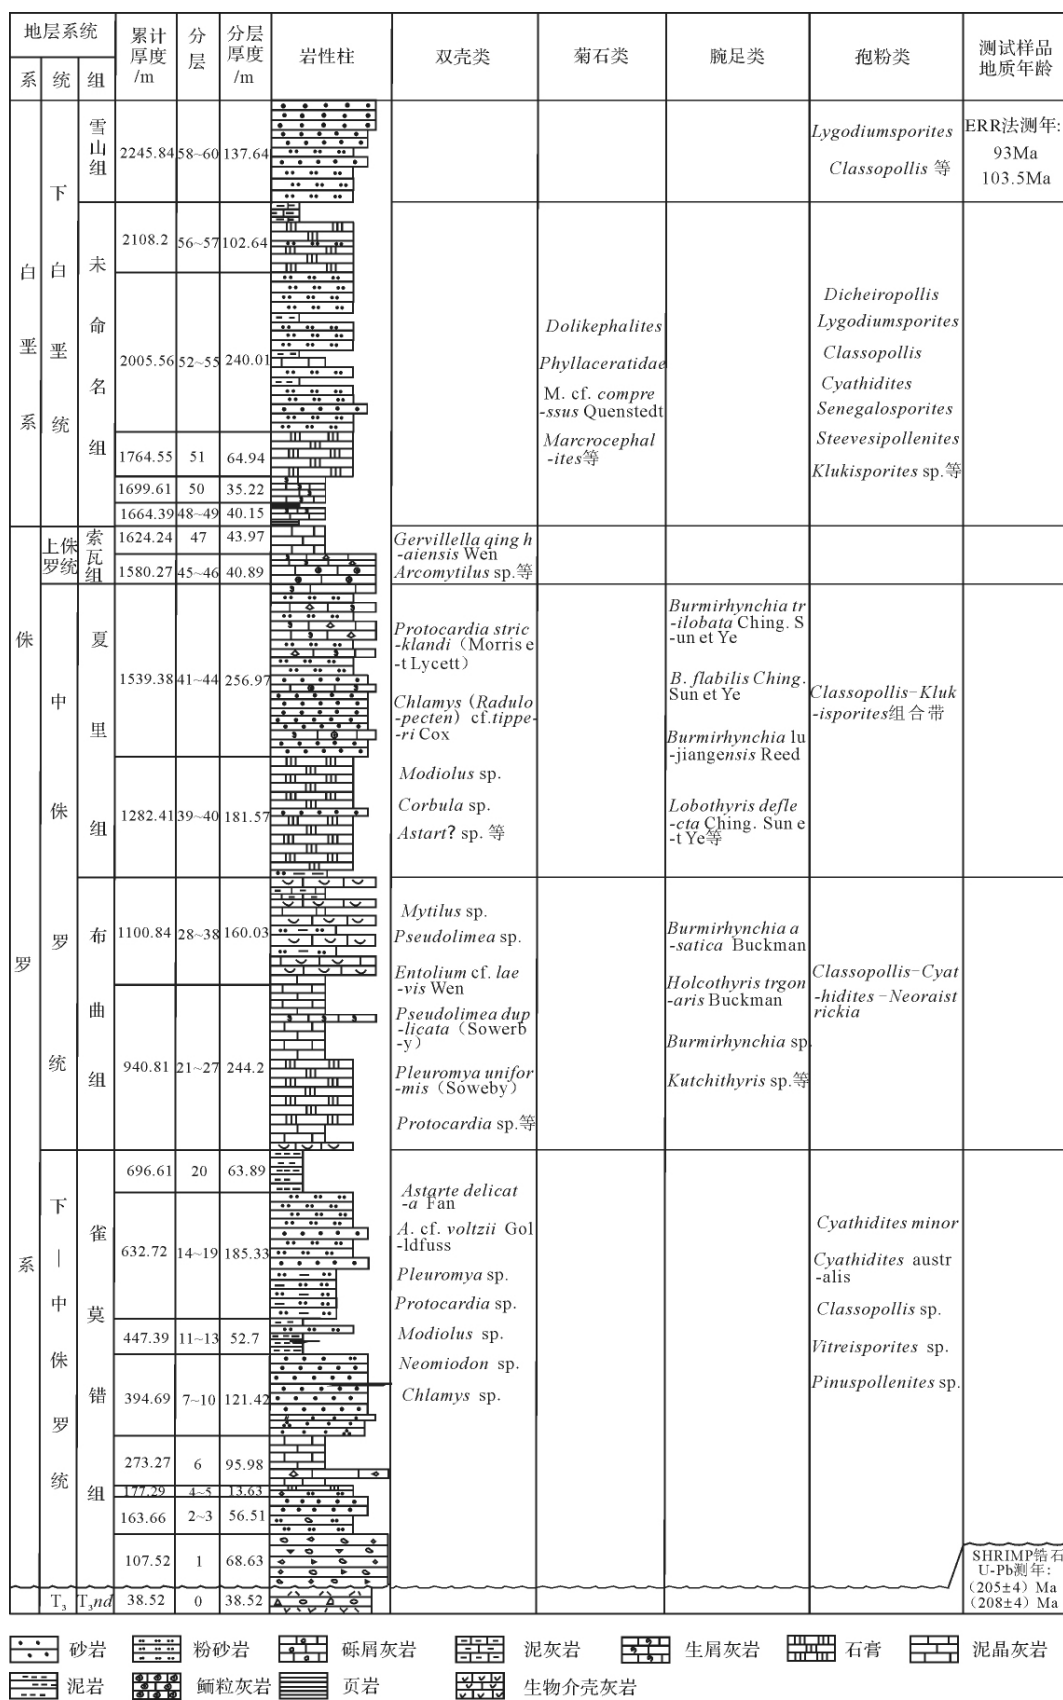 地层系统
系
统
组
累计
厚度
/m
分
层
分层
厚度
/m
岩性柱
双壳类
菊石类
腕足类
孢粉类
测试样品
地质年龄
白垩系
下白垩统
雪山组
2245.84
58~60
137.64
Lygodiumsporites
Classopollis 等
ERR法测年:
93Ma
103.5Ma
未命名组
2108.2
56~57
102.64
2005.56
52~55
240.01
1764.55
51
64.94
1699.61
50
35.22
1664.39
48~49
40.15
Dolikephalites
Phyllaceratidae
M. cf. compre
-ssus Quenstedt
Marcrocephal
-ites等
Dicheiropollis
Lygodiumsporites
Classopollis
Cyathidites
Senegalosporites
Steevesipollenites
Klukisporites sp.等
侏罗系
上侏
罗统
索瓦组
1624.24
47
43.97
1580.27
45~46
40.89
Gervillella qing h
-aiensis Wen
Arcomytilus sp.等
中侏罗统
夏里组
1539.38
41~44
256.97
1282.41
39~40
181.57
Protocardia stric
-klandi（Morris e
-t Lycett）
Chlamys (Radulo
-pecten) cf.tippe-
-ri Cox
Modiolus sp.
Corbula sp.
Astart? sp. 等
Burmirhynchia tr
-ilobata Ching. S
-un et Ye
B. flabilis Ching.
Sun et Ye
Burmirhynchia lu
-jiangensis Reed
Lobothyris defle
-cta Ching. Sun e
-t Ye等
Classopollis-Kluk
-isporites组合带
布曲组
1100.84
28~38
160.03
940.81
21~27
244.2
Mytilus sp.
Pseudolimea sp.
Entolium cf. lae
-vis Wen
Pseudolimea dup
-licata（Sowerb
-y）
Pleuromya unifor
-mis（Soweby）
Protocardia sp.等
Burmirhynchia a
-satica Buckman
Holcothyris trgon
-aris Buckman
Burmirhynchia sp.
Kutchithyris sp.等
Classopollis-Cyat
-hidites-Neoraist
rickia
下—中侏罗统
雀莫错组
696.61
20
63.89
632.72
14~19
185.33
447.39
11~13
52.7
394.69
7~10
121.42
273.27
6
95.98
177.29
4~5
13.63
163.66
2~3
56.51
107.52
1
68.63
Astarte delicat
-a Fan
A. cf. voltzii Gol
-ldfuss
Pleuromya sp.
Protocardia sp.
Modiolus sp.
Neomiodon sp.
Chlamys sp.
Cyathidites minor
Cyathidites austr
-alis
Classopollis sp.
Vitreisporites sp.
Pinuspollenites sp.
SHRIMP锆石
U-Pb测年:
(205±4) Ma
(208±4) Ma
T₃
T₃nd
38.52
0
38.52
砂岩
粉砂岩
砾屑灰岩
泥灰岩
生屑灰岩
石膏
泥晶灰岩
泥岩
鲕粒灰岩
页岩
生物介壳灰岩